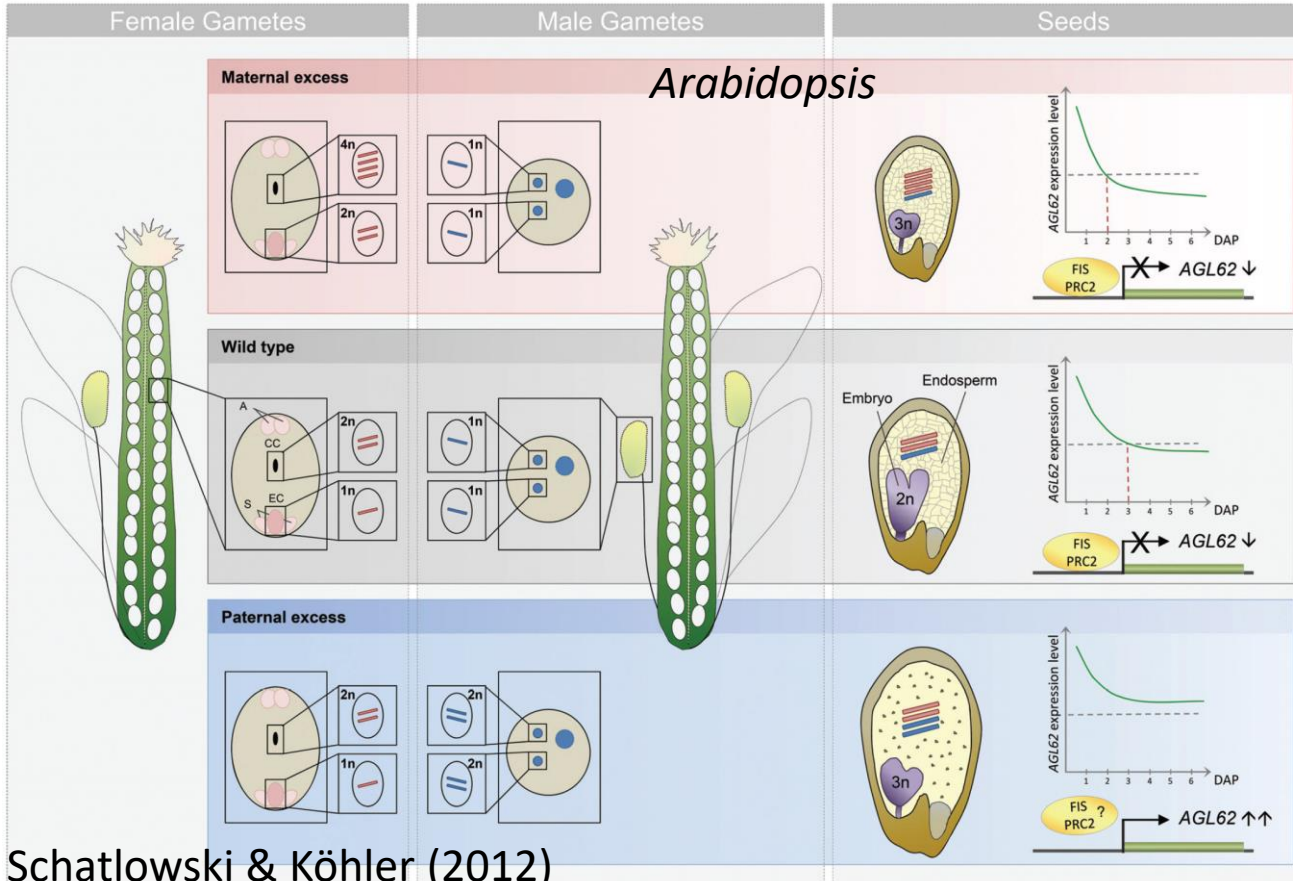 Female Gametes
Male Gametes
Seeds
Maternal excess
Arabidopsis
4n
2n
1n
1n
3n
AGL62 expression level
1 2 3 4 5 6 DAP
FIS
PRC2
X
AGL62 ↓
Wild type
A
CC
S
EC
2n
1n
1n
1n
Embryo
Endosperm
2n
AGL62 expression level
1 2 3 4 5 6 DAP
FIS
PRC2
X
AGL62 ↓
Paternal excess
2n
1n
2n
2n
3n
AGL62 expression level
1 2 3 4 5 6 DAP
FIS
PRC2 ?
AGL62 ↑↑
Schatlowski & Köhler (2012)